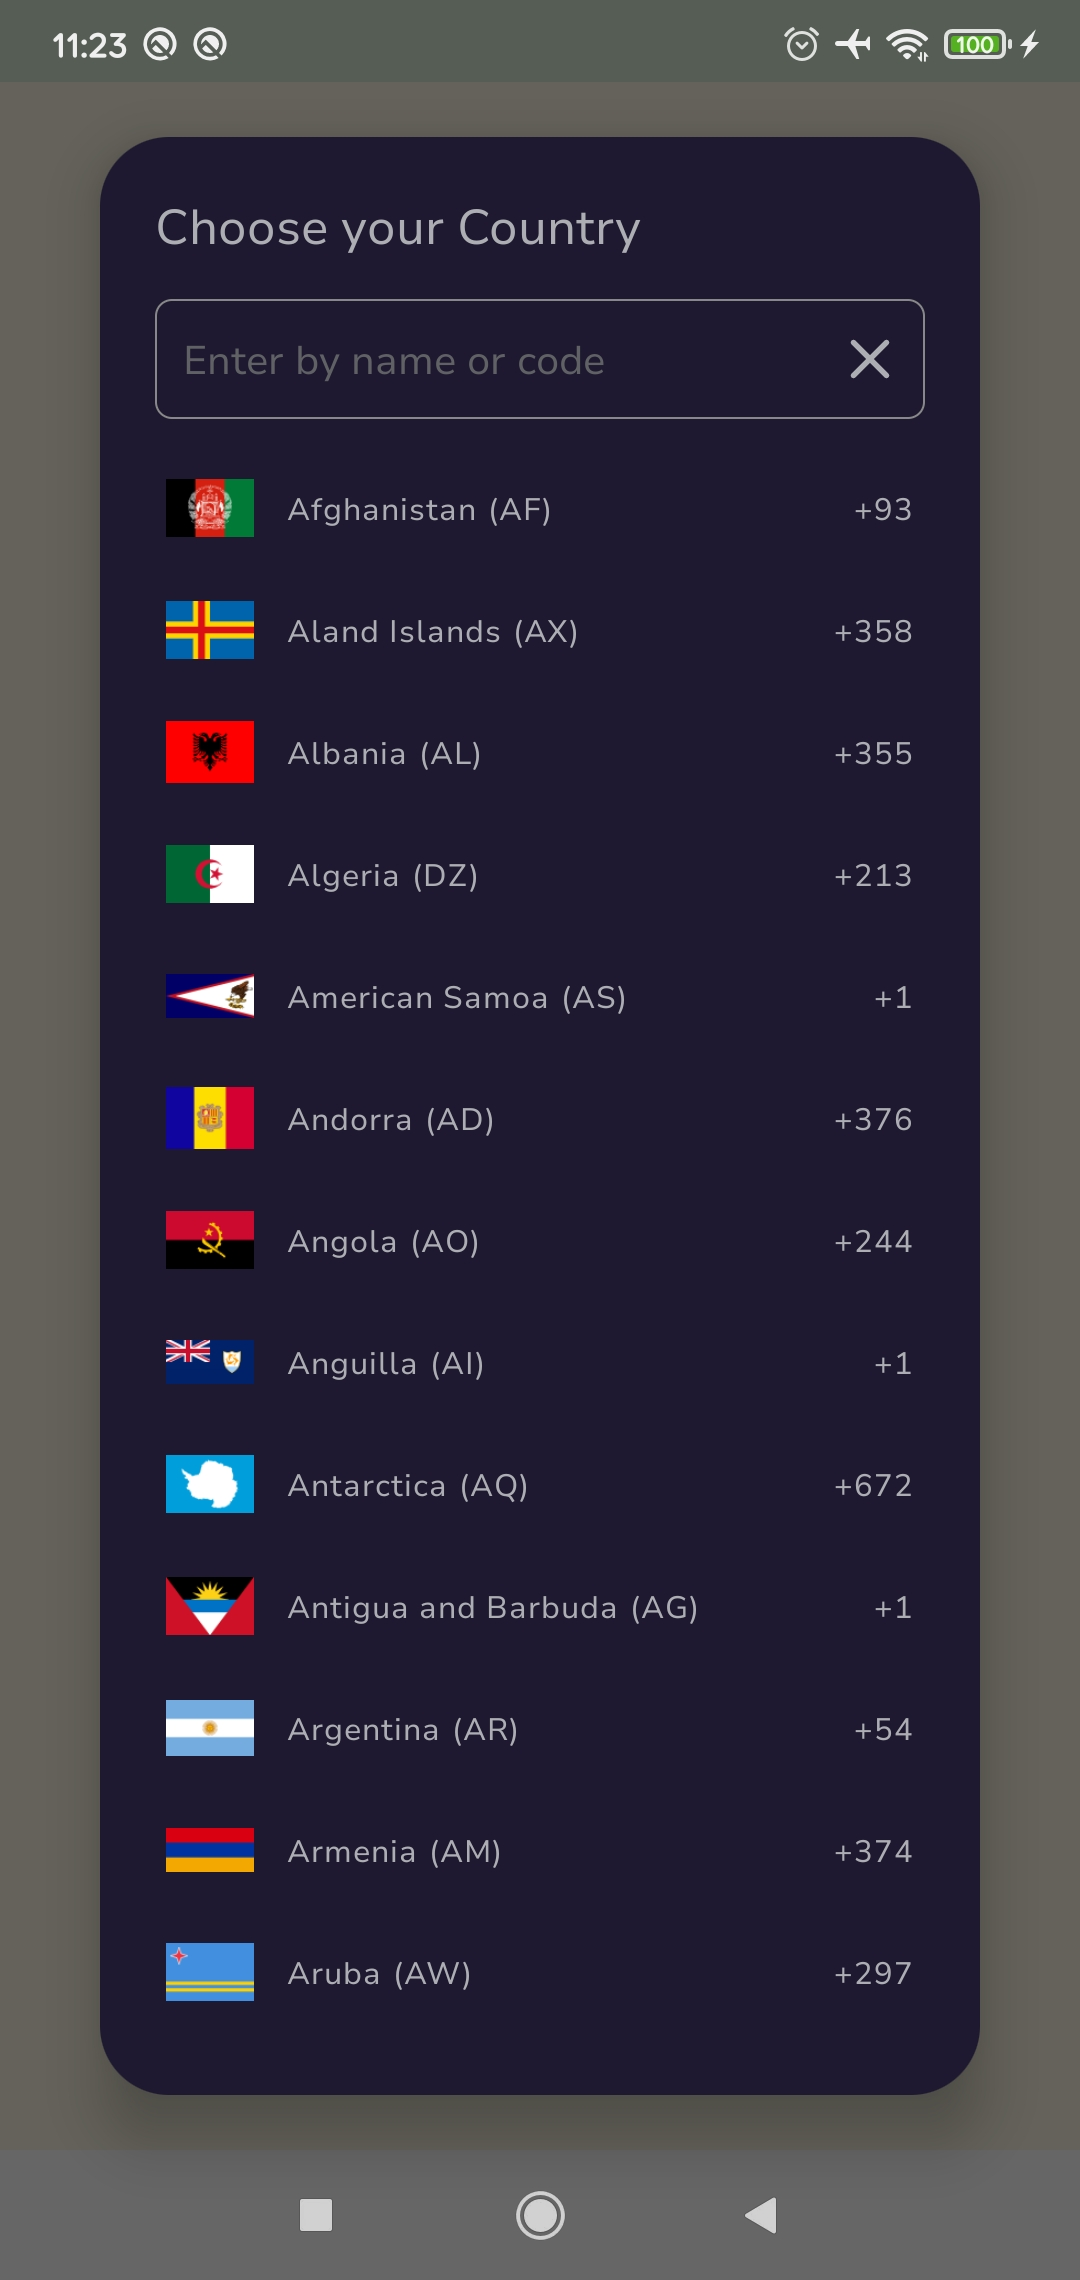 11:23
100
Choose your Country
Enter by name or code
Afghanistan (AF) +93
Aland Islands (AX) +358
Albania (AL) +355
Algeria (DZ) +213
American Samoa (AS) +1
Andorra (AD) +376
Angola (AO) +244
Anguilla (AI) +1
Antarctica (AQ) +672
Antigua and Barbuda (AG) +1
Argentina (AR) +54
Armenia (AM) +374
Aruba (AW) +297